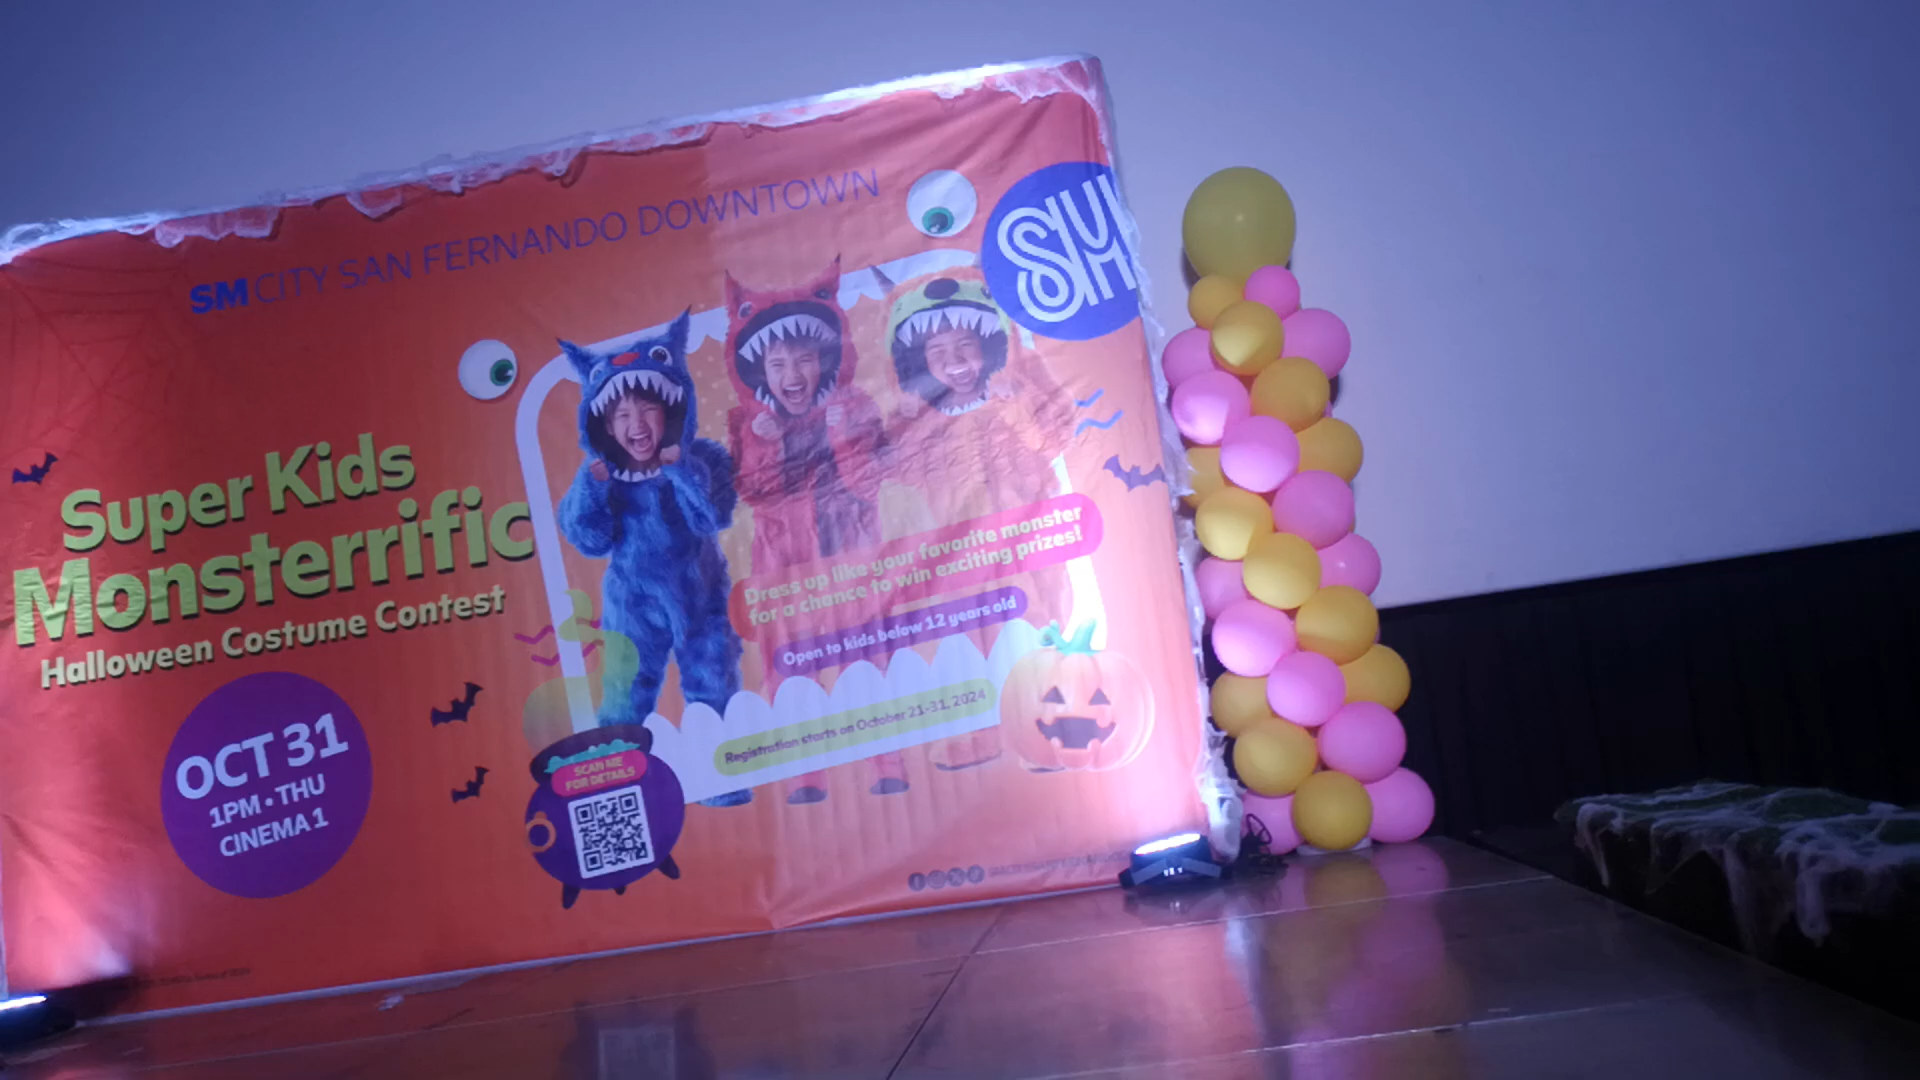 SM CITY SAN FERNANDO DOWNTOWN
SM
Super Kids
Monsterrific
Halloween Costume Contest
OCT 31
1PM • THU
CINEMA 1
Dress up like your favorite monster
for a chance to win exciting prizes!
Open to kids below 12 years old
Registration starts on October 21-31, 2024
SCAN ME
FOR DETAILS